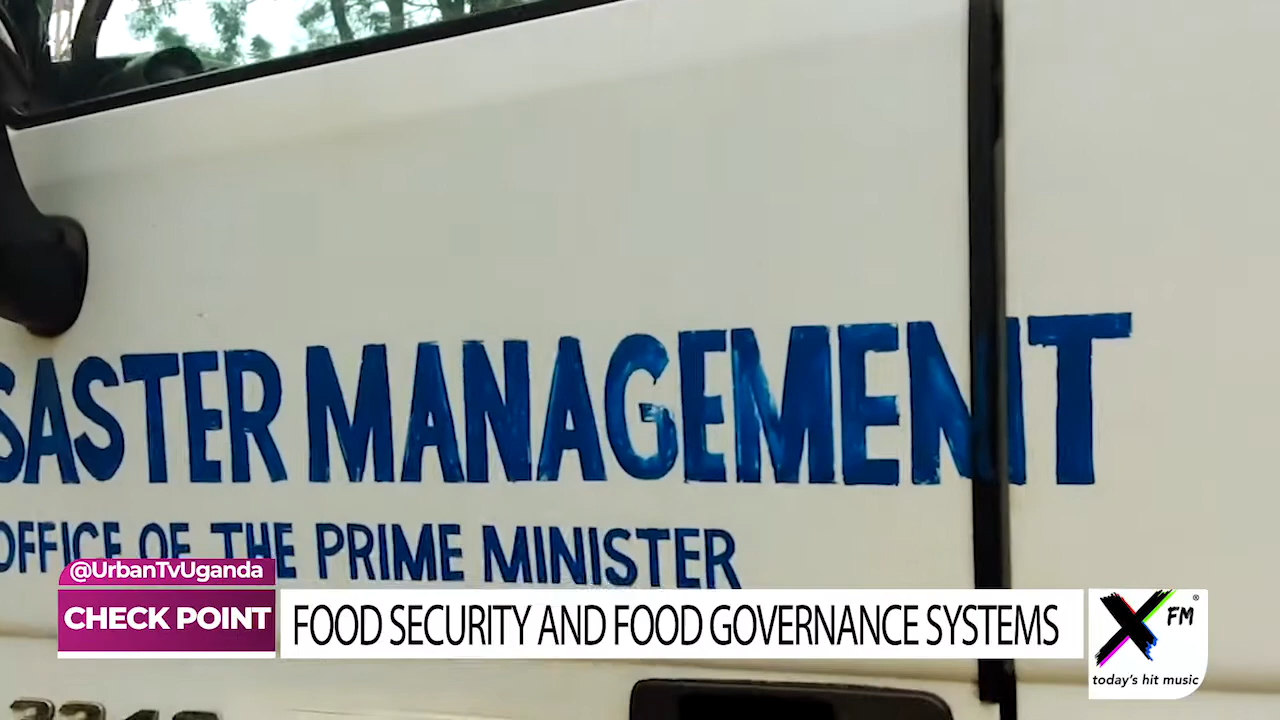 SASTER MANAGEMENT
OFFICE OF THE PRIME MINISTER
@UrbanTvUganda
CHECK POINT
FOOD SECURITY AND FOOD GOVERNANCE SYSTEMS
X FM®
today's hit music